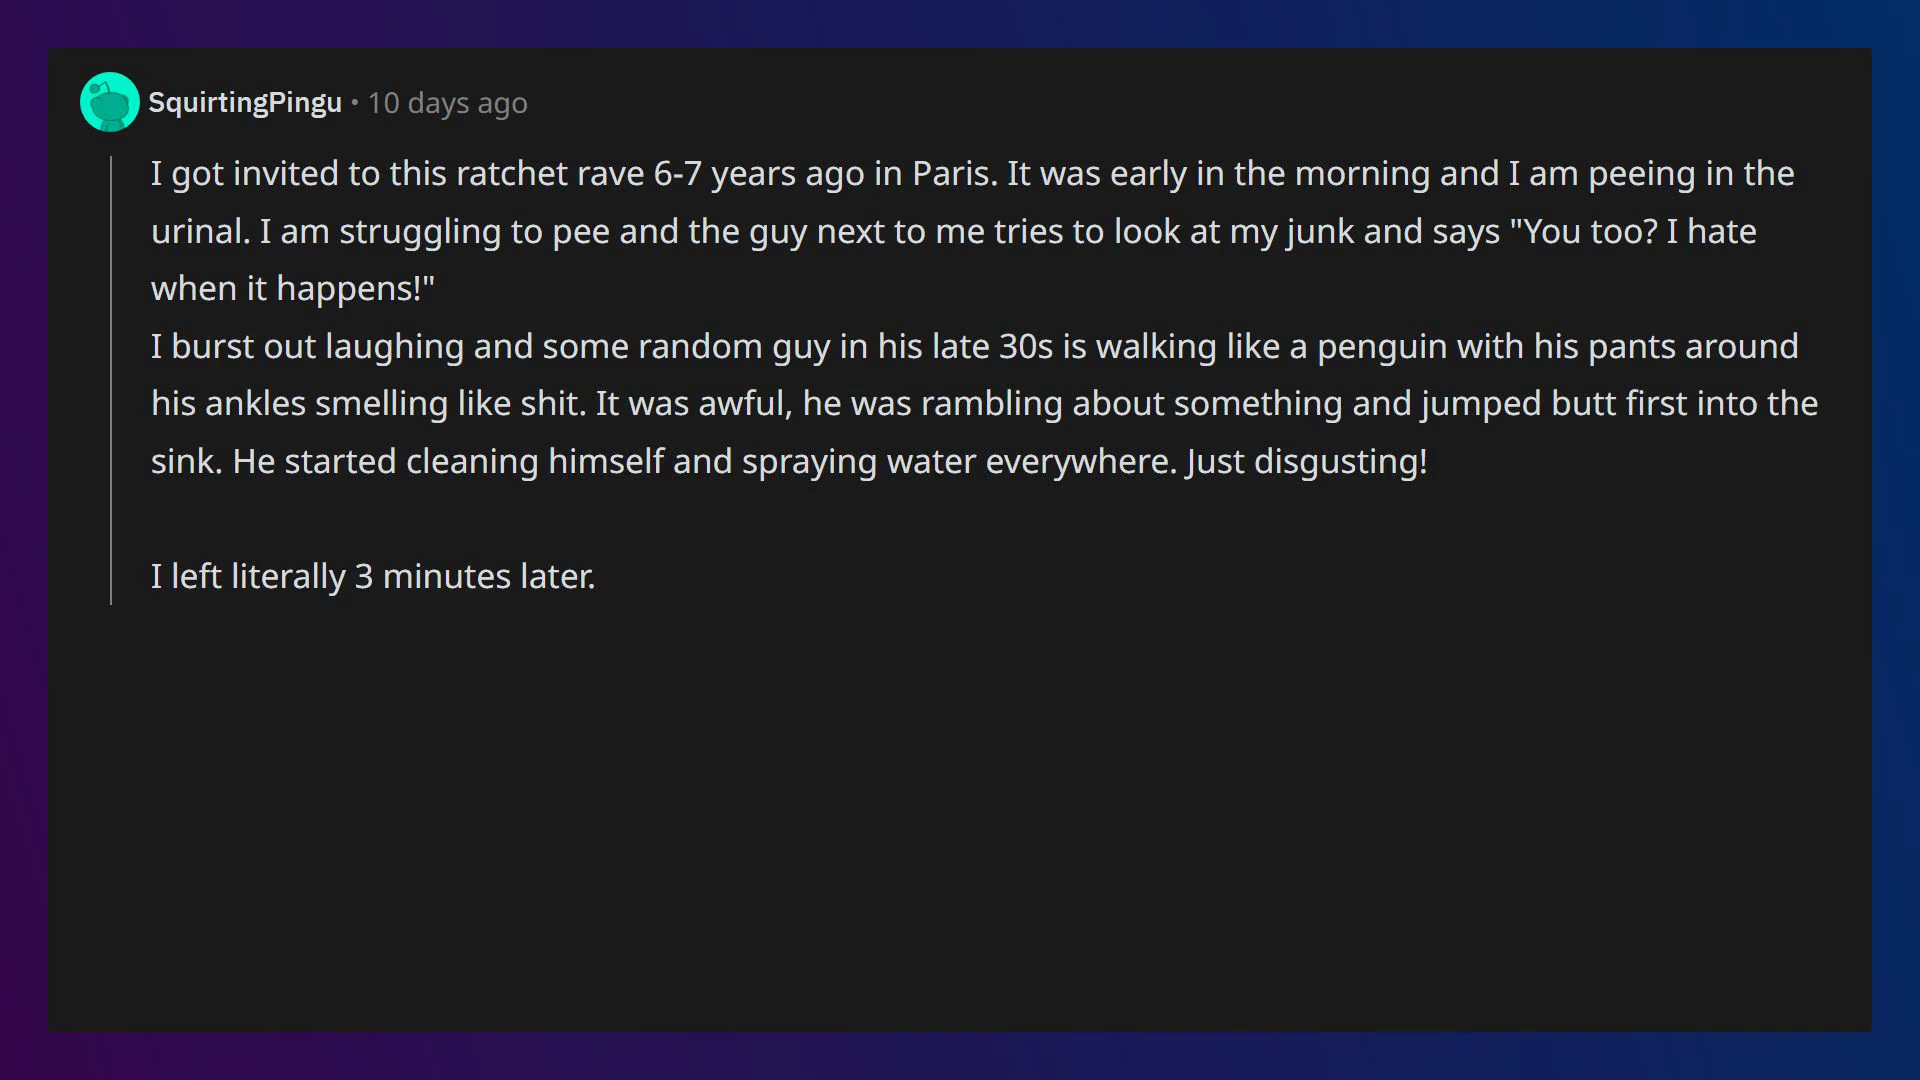 SquirtingPingu • 10 days ago
I got invited to this ratchet rave 6-7 years ago in Paris. It was early in the morning and I am peeing in the
urinal. I am struggling to pee and the guy next to me tries to look at my junk and says "You too? I hate
when it happens!"
I burst out laughing and some random guy in his late 30s is walking like a penguin with his pants around
his ankles smelling like shit. It was awful, he was rambling about something and jumped butt first into the
sink. He started cleaning himself and spraying water everywhere. Just disgusting!
I left literally 3 minutes later.